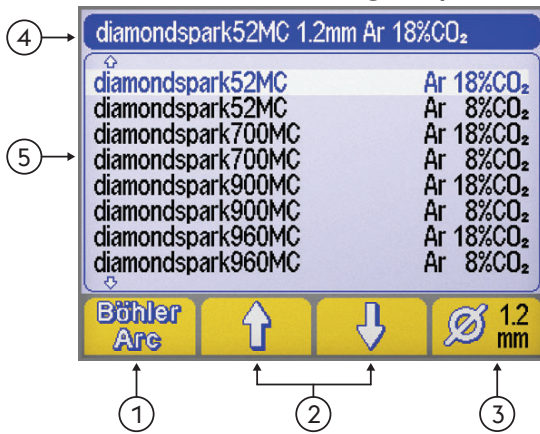 4 diamondspark52MC 1.2mm Ar 18%CO₂
diamondspark52MC Ar 18%CO₂
diamondspark52MC Ar 8%CO₂
diamondspark700MC Ar 18%CO₂
5 diamondspark700MC Ar 8%CO₂
diamondspark900MC Ar 18%CO₂
diamondspark900MC Ar 8%CO₂
diamondspark960MC Ar 18%CO₂
diamondspark960MC Ar 8%CO₂
Böhler Arc
1.2 mm
1 2 3